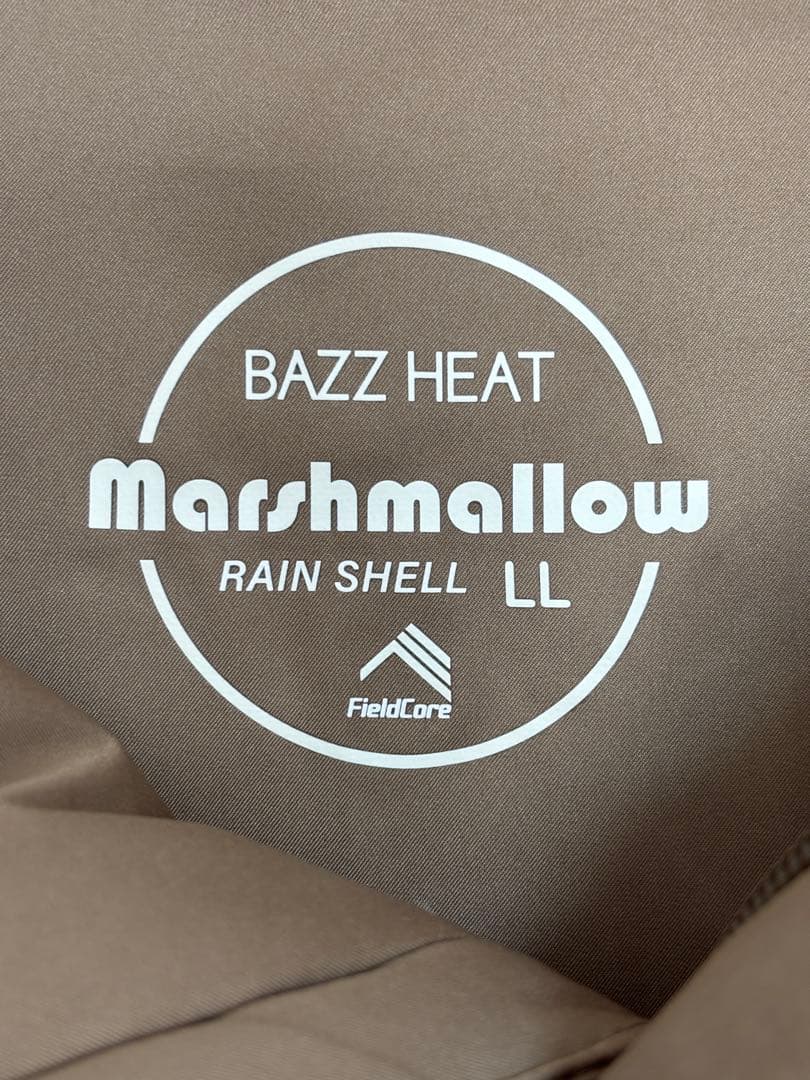 BAZZ HEAT
Marshmallow
RAIN SHELL LL
FieldCore